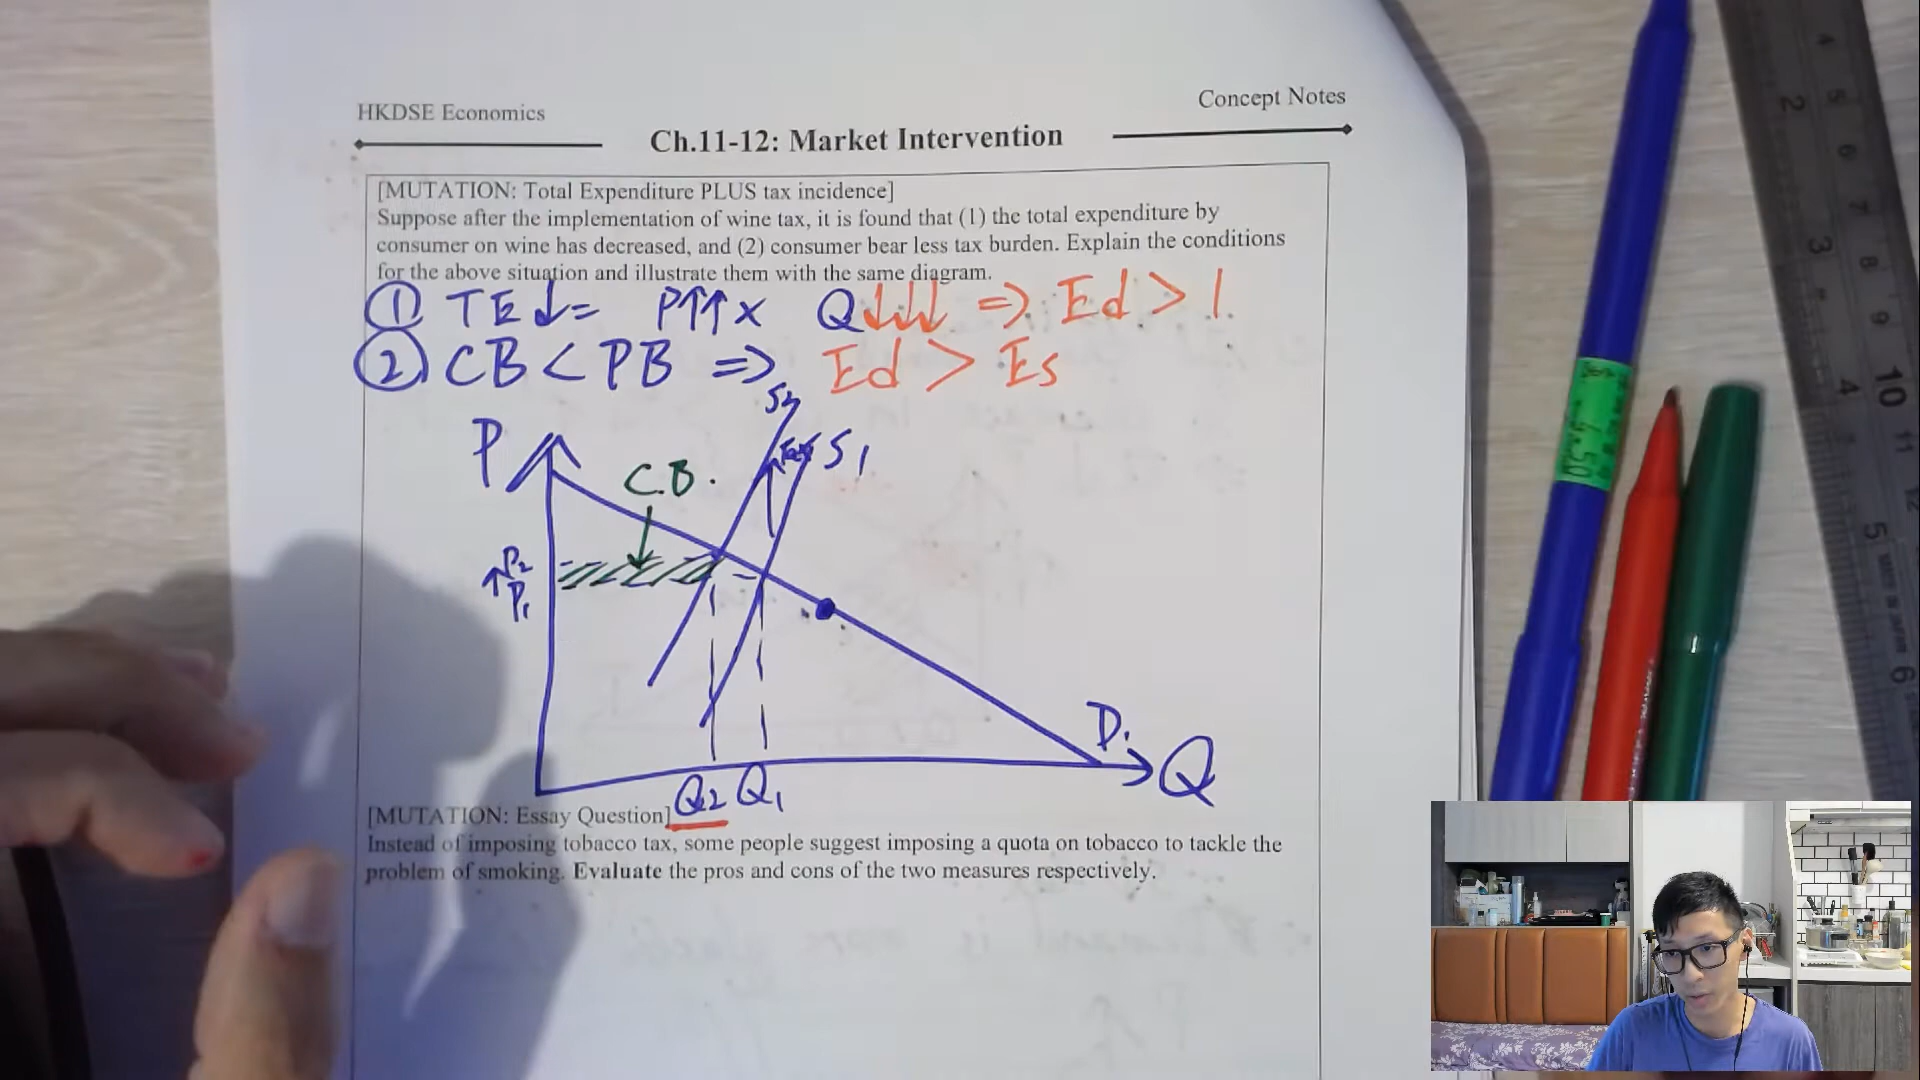 HKDSE Economics
Concept Notes
Ch.11-12: Market Intervention
[MUTATION: Total Expenditure PLUS tax incidence]
Suppose after the implementation of wine tax, it is found that (1) the total expenditure by
consumer on wine has decreased, and (2) consumer bear less tax burden. Explain the conditions
for the above situation and illustrate them with the same diagram.
① TE↓= P↑↑ x Q↓↓↓ => Ed > 1
② CB < PB => Ed > Es
S2
P
C.B.
Tax
S1
↑P2
P1
D.
Q
Q2 Q1
[MUTATION: Essay Question]
Instead of imposing tobacco tax, some people suggest imposing a quota on tobacco to tackle the
problem of smoking. Evaluate the pros and cons of the two measures respectively.